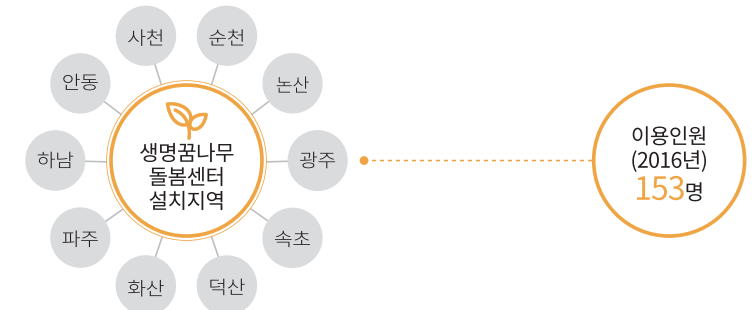 사천
순천
안동
논산
생명꿈나무
돌봄센터
설치지역
하남
광주
파주
속초
화산
덕산
이용인원
(2016년)
153명